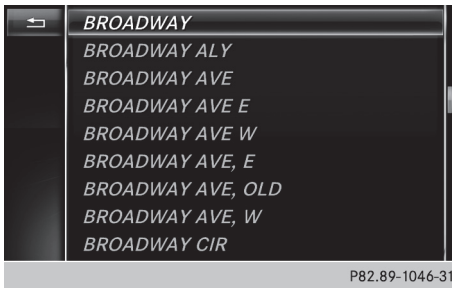 BROADWAY
BROADWAY ALY
BROADWAY AVE
BROADWAY AVE E
BROADWAY AVE W
BROADWAY AVE, E
BROADWAY AVE, OLD
BROADWAY AVE, W
BROADWAY CIR
P82.89-1046-31